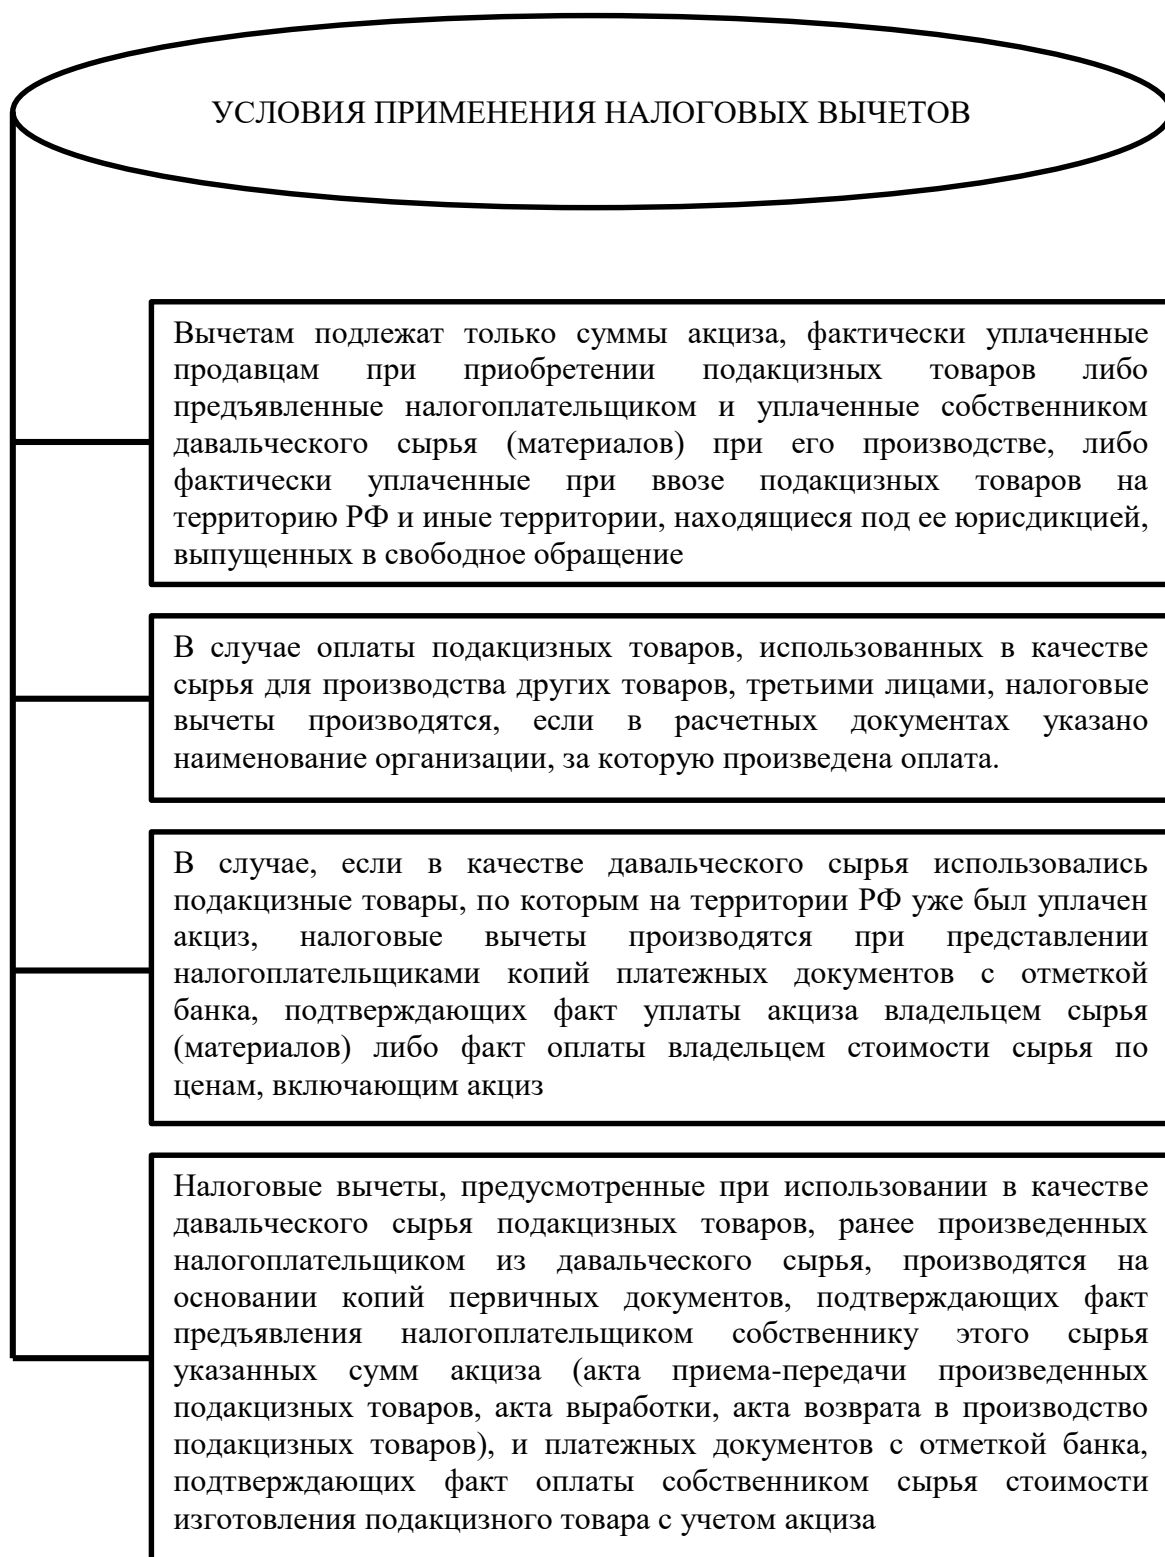 УСЛОВИЯ ПРИМЕНЕНИЯ НАЛОГОВЫХ ВЫЧЕТОВ
Вычетам подлежат только суммы акциза, фактически уплаченные
продавцам при приобретении подакцизных товаров либо
предъявленные налогоплательщиком и уплаченные собственником
давальческого сырья (материалов) при его производстве, либо
фактически уплаченные при ввозе подакцизных товаров на
территорию РФ и иные территории, находящиеся под ее юрисдикцией,
выпущенных в свободное обращение
В случае оплаты подакцизных товаров, использованных в качестве
сырья для производства других товаров, третьими лицами, налоговые
вычеты производятся, если в расчетных документах указано
наименование организации, за которую произведена оплата.
В случае, если в качестве давальческого сырья использовались
подакцизные товары, по которым на территории РФ уже был уплачен
акциз, налоговые вычеты производятся при представлении
налогоплательщиками копий платежных документов с отметкой
банка, подтверждающих факт уплаты акциза владельцем сырья
(материалов) либо факт оплаты владельцем стоимости сырья по
ценам, включающим акциз
Налоговые вычеты, предусмотренные при использовании в качестве
давальческого сырья подакцизных товаров, ранее произведенных
налогоплательщиком из давальческого сырья, производятся на
основании копий первичных документов, подтверждающих факт
предъявления налогоплательщиком собственнику этого сырья
указанных сумм акциза (акта приема-передачи произведенных
подакцизных товаров, акта выработки, акта возврата в производство
подакцизных товаров), и платежных документов с отметкой банка,
подтверждающих факт оплаты собственником сырья стоимости
изготовления подакцизного товара с учетом акциза